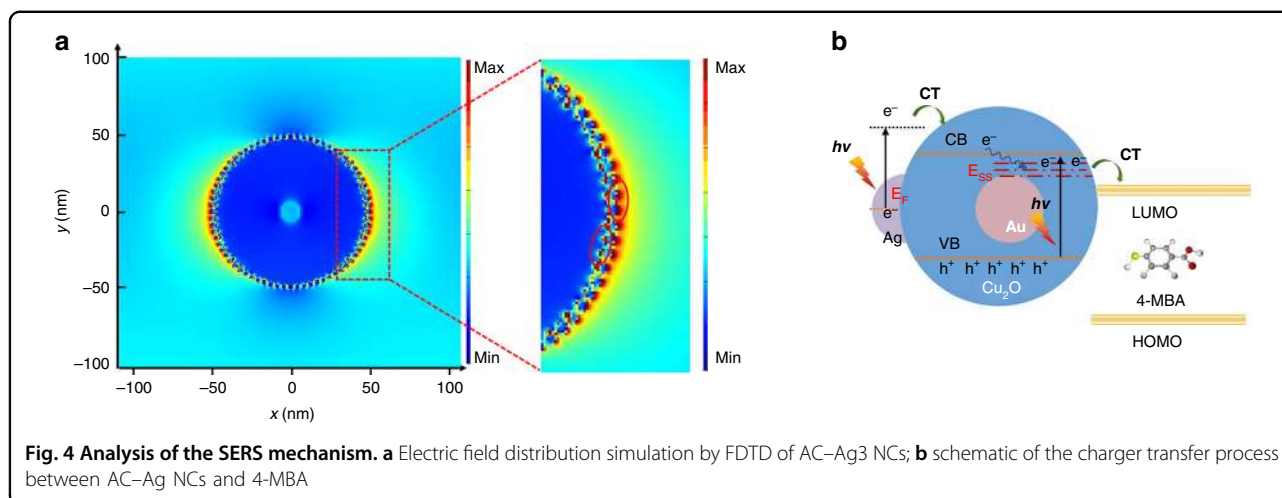 a
100
50
0
−50
−100
y (nm)
−100
−50
0
50
100
x (nm)
Max
Min
Max
Min
b
CT
e⁻
hv
E_F
e⁻
Ag
CB
e⁻
e⁻
e⁻
E_SS
hv
Au
VB
h⁺ h⁺ h⁺ h⁺ h⁺
Cu₂O
CT
LUMO
4-MBA
HOMO
Fig. 4 Analysis of the SERS mechanism. a Electric field distribution simulation by FDTD of AC–Ag3 NCs; b schematic of the charger transfer process
between AC–Ag NCs and 4-MBA